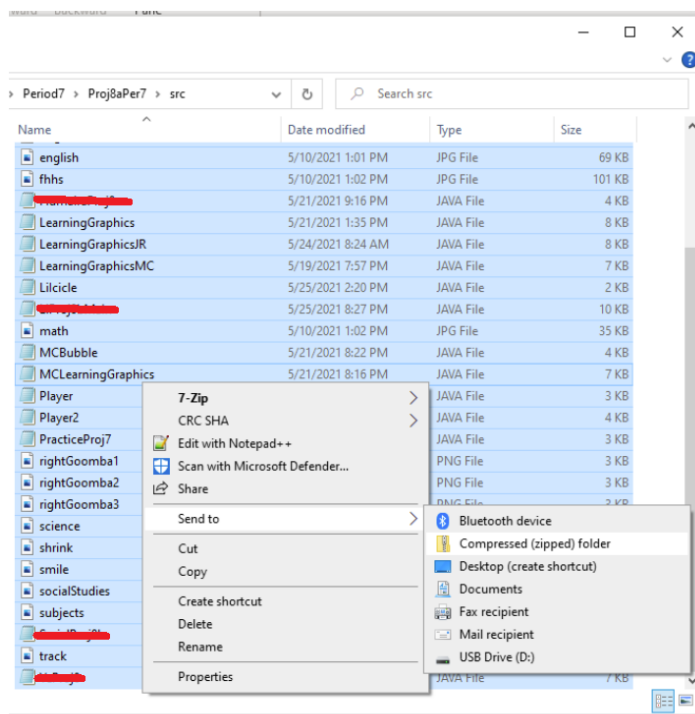 Period7 > Proj8aPer7 > src
Search src
Name Date modified Type Size
english 5/10/2021 1:01 PM JPG File 69 KB
fhhs 5/10/2021 1:02 PM JPG File 101 KB
5/21/2021 9:16 PM JAVA File 4 KB
LearningGraphics 5/21/2021 1:35 PM JAVA File 8 KB
LearningGraphicsJR 5/24/2021 8:24 AM JAVA File 8 KB
LearningGraphicsMC 5/19/2021 7:57 PM JAVA File 7 KB
Lilcicle 5/25/2021 2:20 PM JAVA File 2 KB
5/25/2021 8:27 PM JAVA File 10 KB
math 5/10/2021 1:02 PM JPG File 35 KB
MCBubble 5/21/2021 8:22 PM JAVA File 4 KB
MCLearningGraphics 5/21/2021 8:16 PM JAVA File 7 KB
Player JAVA File 3 KB
Player2 JAVA File 4 KB
PracticeProj7 JAVA File 3 KB
rightGoomba1 PNG File 3 KB
rightGoomba2 PNG File 3 KB
rightGoomba3 PNG File 3 KB
science
shrink
smile
socialStudies
subjects
track
JAVA File 7 KB
7-Zip
CRC SHA
Edit with Notepad++
Scan with Microsoft Defender...
Share
Send to
Cut
Copy
Create shortcut
Delete
Rename
Properties
Bluetooth device
Compressed (zipped) folder
Desktop (create shortcut)
Documents
Fax recipient
Mail recipient
USB Drive (D:)